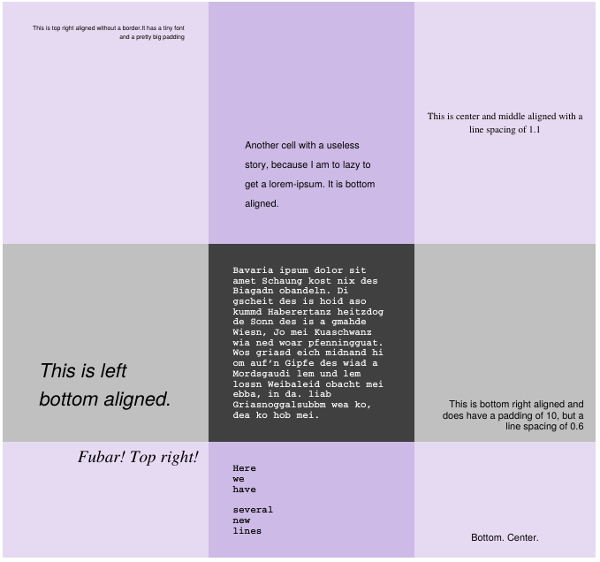 This is top right aligned without a border.It has a tiny font
and a pretty big padding
Another cell with a useless
story, because I am to lazy to
get a lorem-ipsum. It is bottom
aligned.
This is center and middle aligned with a
line spacing of 1.1
This is left
bottom aligned.
Bavaria ipsum dolor sit
amet Schaung kost nix des
Biagadn obandeln. Di
gscheit des is hoid aso
kummd Haberertanz heitzdog
de Sonn des is a gmahde
Wiesn, Jo mei Kuaschwanz
wia ned woar pfenningguat.
Wos griasd eich midnand hi
om auf'n Gipfe des wiad a
Mordsgaudi lem und lem
lossn Weibaleid obacht mei
ebba, in da. liab
Griasnoggalsubbm wea ko,
dea ko hob mei.
This is bottom right aligned and
does have a padding of 10, but a
line spacing of 0.6
Fubar! Top right!
Here
we
have
several
new
lines
Bottom. Center.